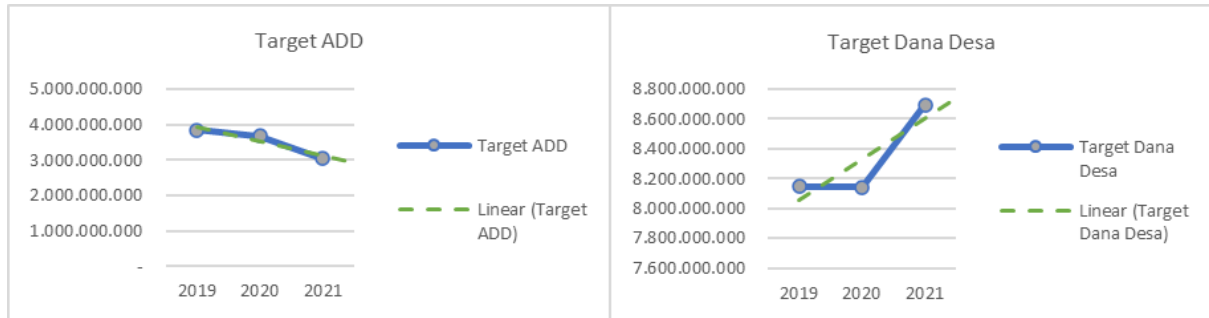 Target ADD
5.000.000.000
4.000.000.000
3.000.000.000
2.000.000.000
1.000.000.000
-
2019 2020 2021
Target ADD
Linear (Target
ADD)
Target Dana Desa
8.800.000.000
8.600.000.000
8.400.000.000
8.200.000.000
8.000.000.000
7.800.000.000
7.600.000.000
2019 2020 2021
Target Dana
Desa
Linear (Target
Dana Desa)